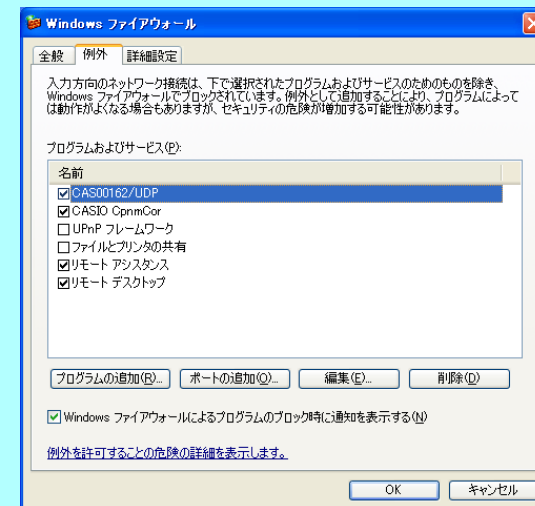 Windows ファイアウォール
全般 例外 詳細設定
入力方向のネットワーク接続は、下で選択されたプログラムおよびサービスのためのものを除き、
Windows ファイアウォールでブロックされています。例外として追加することにより、プログラムによって
は動作がよくなる場合もありますが、セキュリティの危険が増加する可能性があります。
プログラムおよびサービス(P):
名前
CAS00162/UDP
CASIO CpnmCor
UPnP フレームワーク
ファイルとプリンタの共有
リモート アシスタンス
リモート デスクトップ
プログラムの追加(R)... ポートの追加(O)... 編集(E)... 削除(D)
Windows ファイアウォールによるプログラムのブロック時に通知を表示する(N)
例外を許可することの危険の詳細を表示します。
OK キャンセル